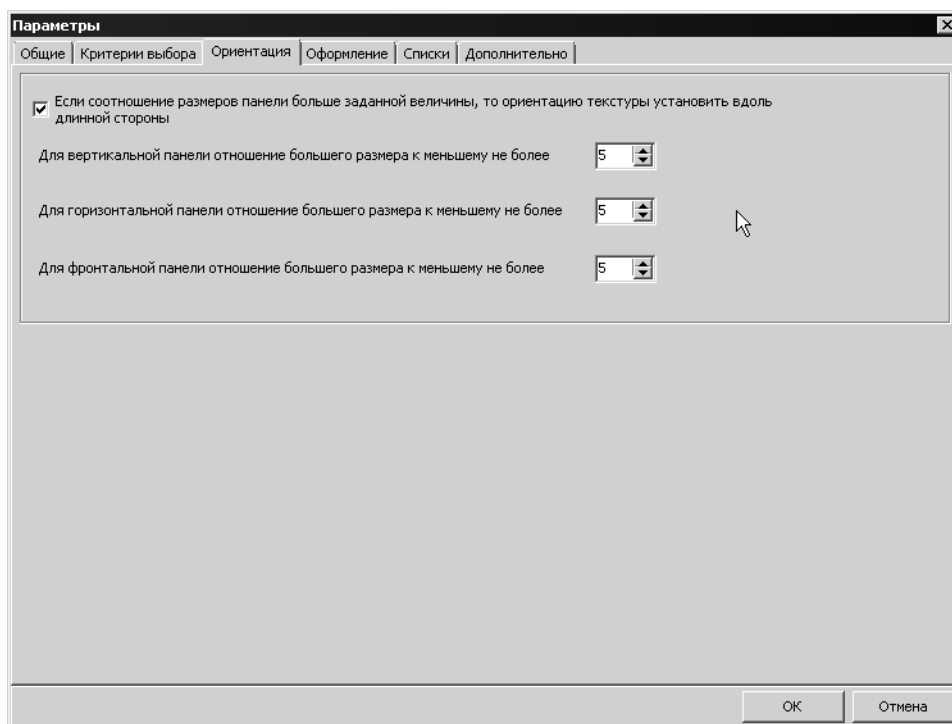 Параметры
Общие Критерии выбора Ориентация Оформление Списки Дополнительно
Если соотношение размеров панели больше заданной величины, то ориентацию текстуры установить вдоль
длинной стороны
Для вертикальной панели отношение большего размера к меньшему не более 5
Для горизонтальной панели отношение большего размера к меньшему не более 5
Для фронтальной панели отношение большего размера к меньшему не более 5
ОК Отмена